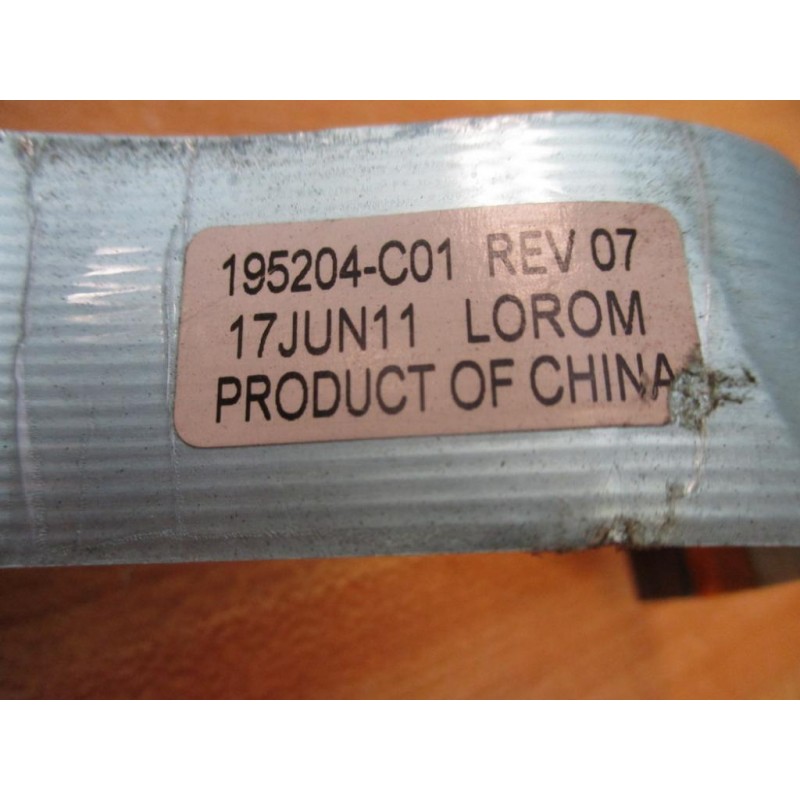 195204-C01 REV 07
17JUN11 LOROM
PRODUCT OF CHINA